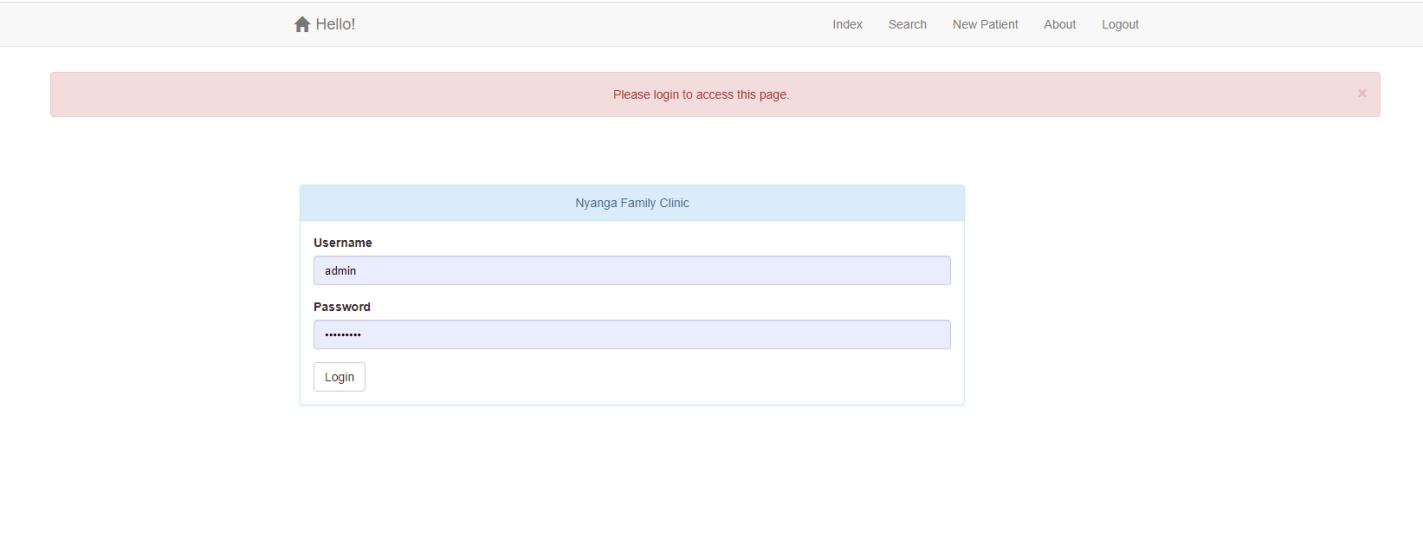 Hello!
Index Search New Patient About Logout
Please login to access this page.
×
Nyanga Family Clinic
Username
admin
Password
•••••••••
Login